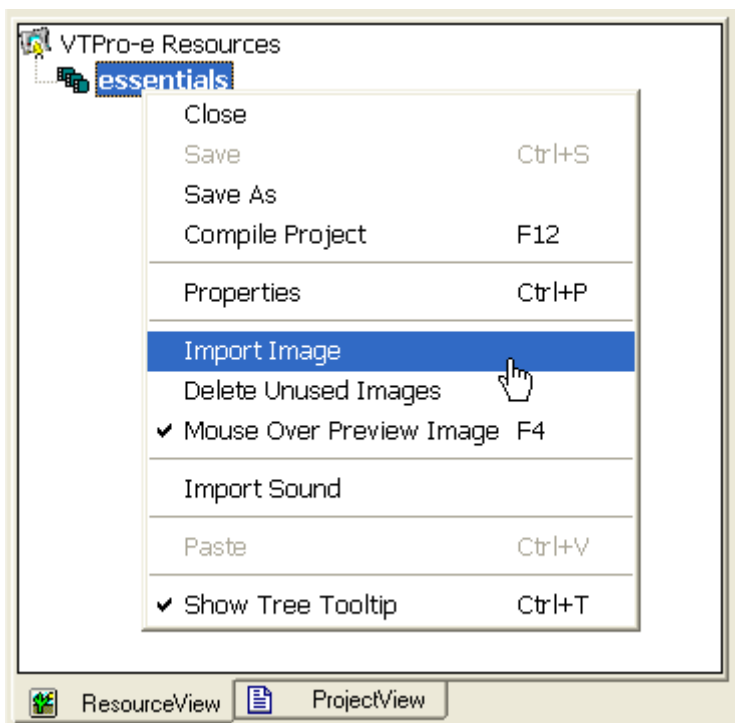 VTPro-e Resources
essentials
Close
Save Ctrl+S
Save As
Compile Project F12
Properties Ctrl+P
Import Image
Delete Unused Images
Mouse Over Preview Image F4
Import Sound
Paste Ctrl+V
Show Tree Tooltip Ctrl+T
ResourceView ProjectView